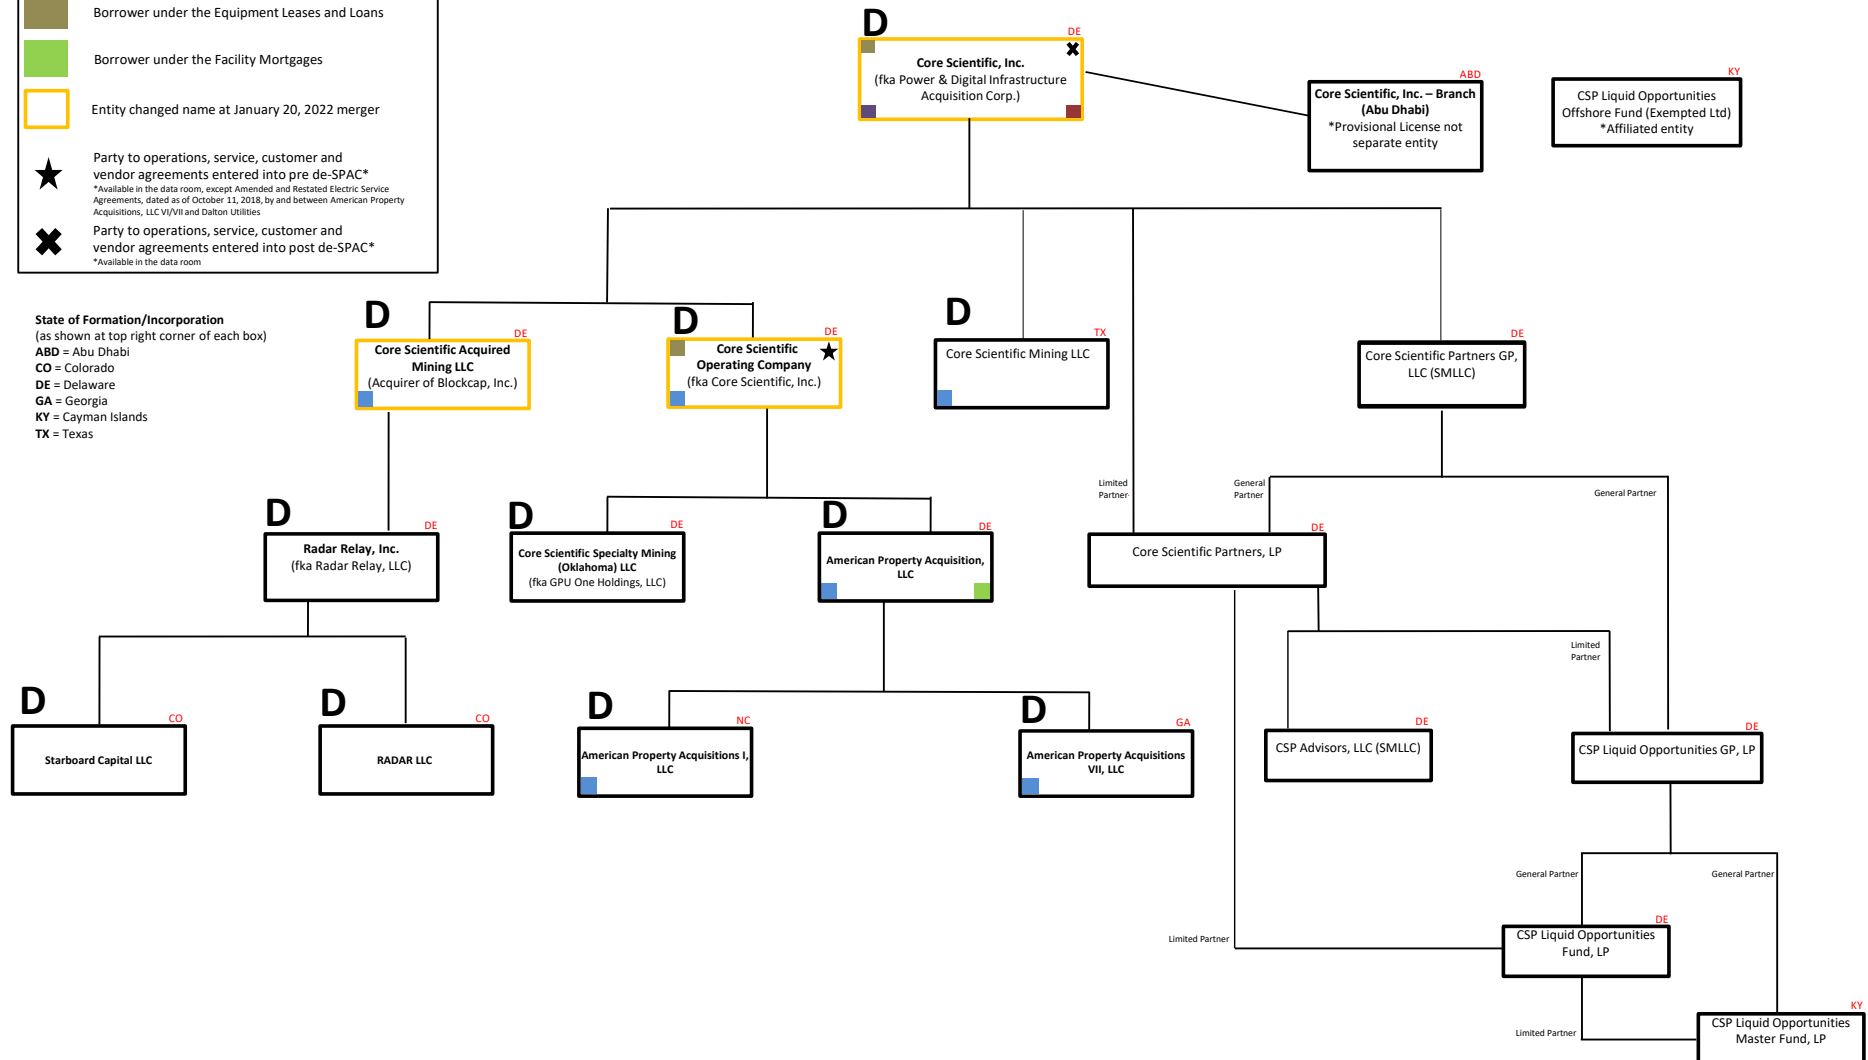 Borrower under the Equipment Leases and Loans
Borrower under the Facility Mortgages
Entity changed name at January 20, 2022 merger
Party to operations, service, customer and
vendor agreements entered into pre de-SPAC*
*Available in the data room, except Amended and Restated Electric Service
Agreements, dated as of October 11, 2018, by and between American Property
Acquisitions, LLC VI/VII and Dalton Utilities
Party to operations, service, customer and
vendor agreements entered into post de-SPAC*
*Available in the data room
State of Formation/Incorporation
(as shown at top right corner of each box)
ABD = Abu Dhabi
CO = Colorado
DE = Delaware
GA = Georgia
KY = Cayman Islands
TX = Texas
D
DE
Core Scientific, Inc.
(fka Power & Digital Infrastructure
Acquisition Corp.)
ABD
Core Scientific, Inc. – Branch
(Abu Dhabi)
*Provisional License not
separate entity
KY
CSP Liquid Opportunities
Offshore Fund (Exempted Ltd)
*Affiliated entity
D
DE
Core Scientific Acquired
Mining LLC
(Acquirer of Blockcap, Inc.)
D
DE
Core Scientific
Operating Company
(fka Core Scientific, Inc.)
D
TX
Core Scientific Mining LLC
DE
Core Scientific Partners GP,
LLC (SMLLC)
Limited
Partner
General
Partner
General Partner
D
DE
Radar Relay, Inc.
(fka Radar Relay, LLC)
D
DE
Core Scientific Specialty Mining
(Oklahoma) LLC
(fka GPU One Holdings, LLC)
D
DE
American Property Acquisition,
LLC
DE
Core Scientific Partners, LP
Limited
Partner
D
CO
Starboard Capital LLC
D
CO
RADAR LLC
D
NC
American Property Acquisitions I,
LLC
D
GA
American Property Acquisitions
VII, LLC
DE
CSP Advisors, LLC (SMLLC)
DE
CSP Liquid Opportunities GP, LP
General Partner
General Partner
Limited Partner
DE
CSP Liquid Opportunities
Fund, LP
Limited Partner
KY
CSP Liquid Opportunities
Master Fund, LP